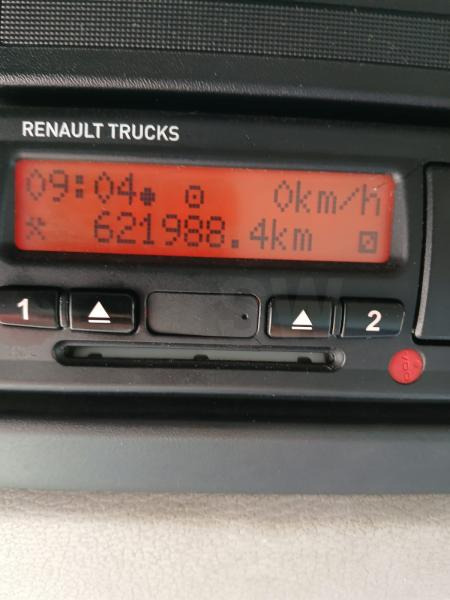 RENAULT TRUCKS
09:04 0km/h
621988.4km
1 2